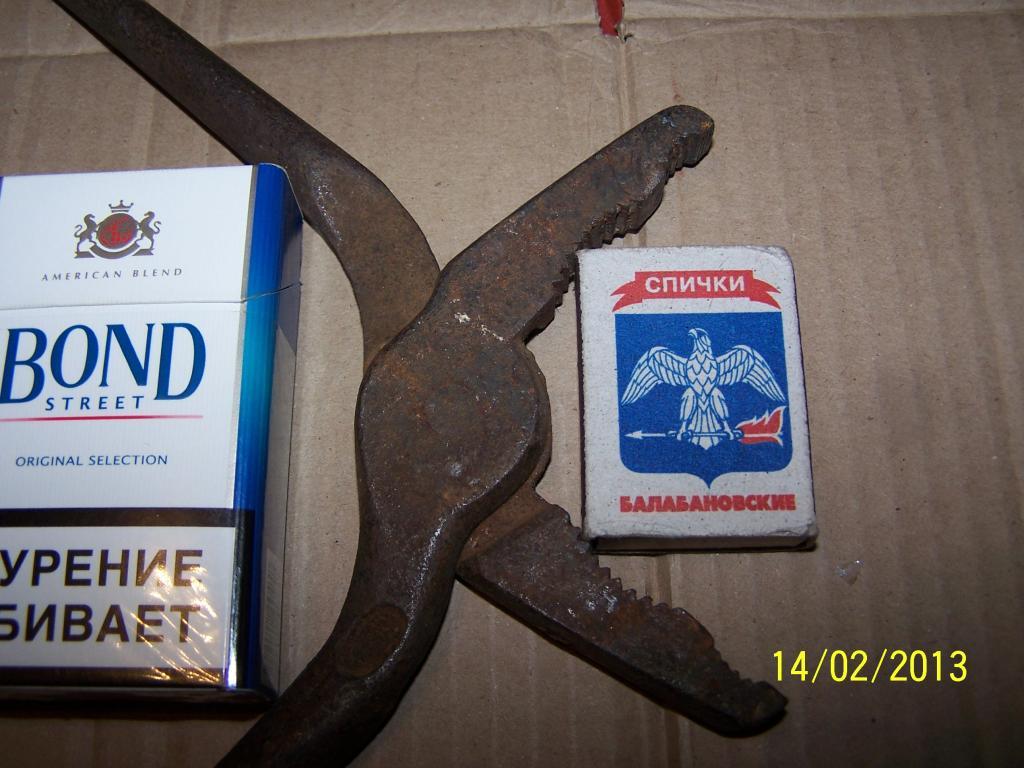 AMERICAN BLEND
BOND
STREET
ORIGINAL SELECTION
УРЕНИЕ
БИВАЕТ
СПИЧКИ
БАЛАБАНОВСКИЕ
14/02/2013